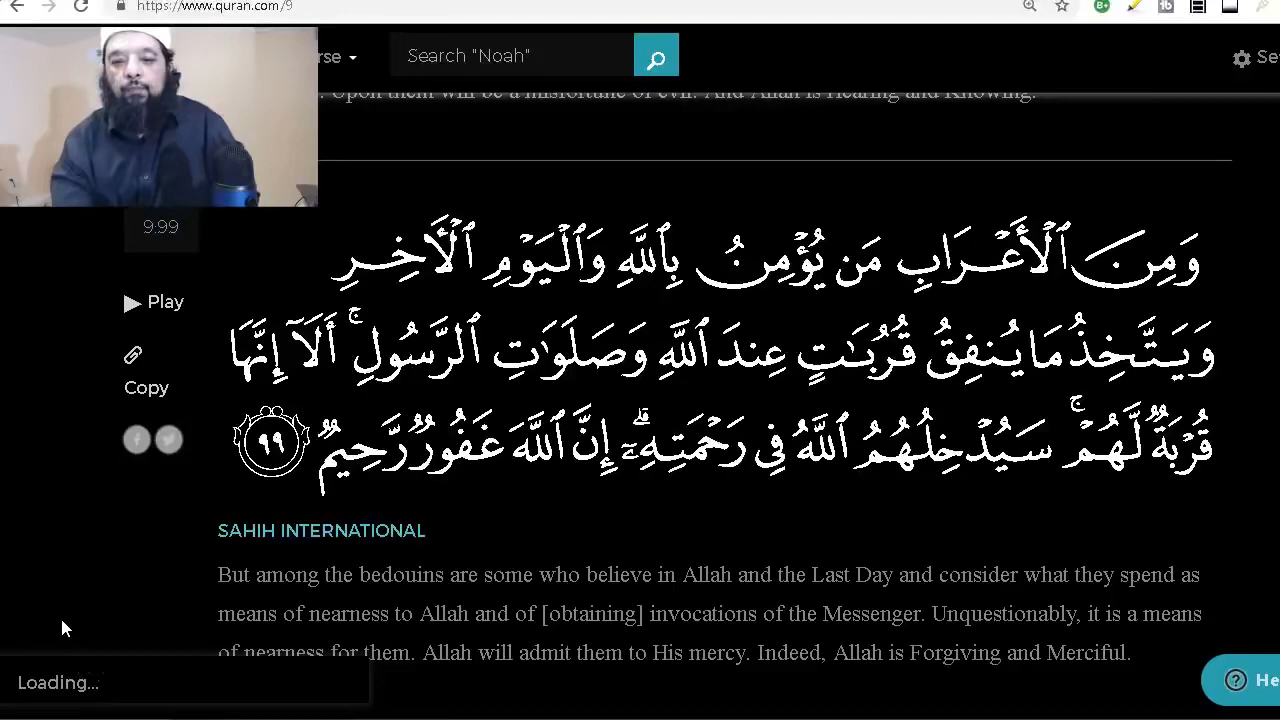 https://www.quran.com/9
rse
Search "Noah"
Upon them will be a misfortune of evil. And Allah is Hearing and Knowing.
9:99
وَمِنَ ٱلْأَعْرَابِ مَن يُؤْمِنُ بِٱللَّهِ وَٱلْيَوْمِ ٱلْـَٔاخِرِ
وَيَتَّخِذُ مَا يُنفِقُ قُرُبَـٰتٍ عِندَ ٱللَّهِ وَصَلَوَٰتِ ٱلرَّسُولِ ۚ أَلَآ إِنَّهَا
قُرْبَةٌ لَّهُمْ ۚ سَيُدْخِلُهُمُ ٱللَّهُ فِى رَحْمَتِهِۦٓ ۗ إِنَّ ٱللَّهَ غَفُورٌ رَّحِيمٌ ٩٩
Play
Copy
SAHIH INTERNATIONAL
But among the bedouins are some who believe in Allah and the Last Day and consider what they spend as
means of nearness to Allah and of [obtaining] invocations of the Messenger. Unquestionably, it is a means
of nearness for them. Allah will admit them to His mercy. Indeed, Allah is Forgiving and Merciful.
Loading...
He